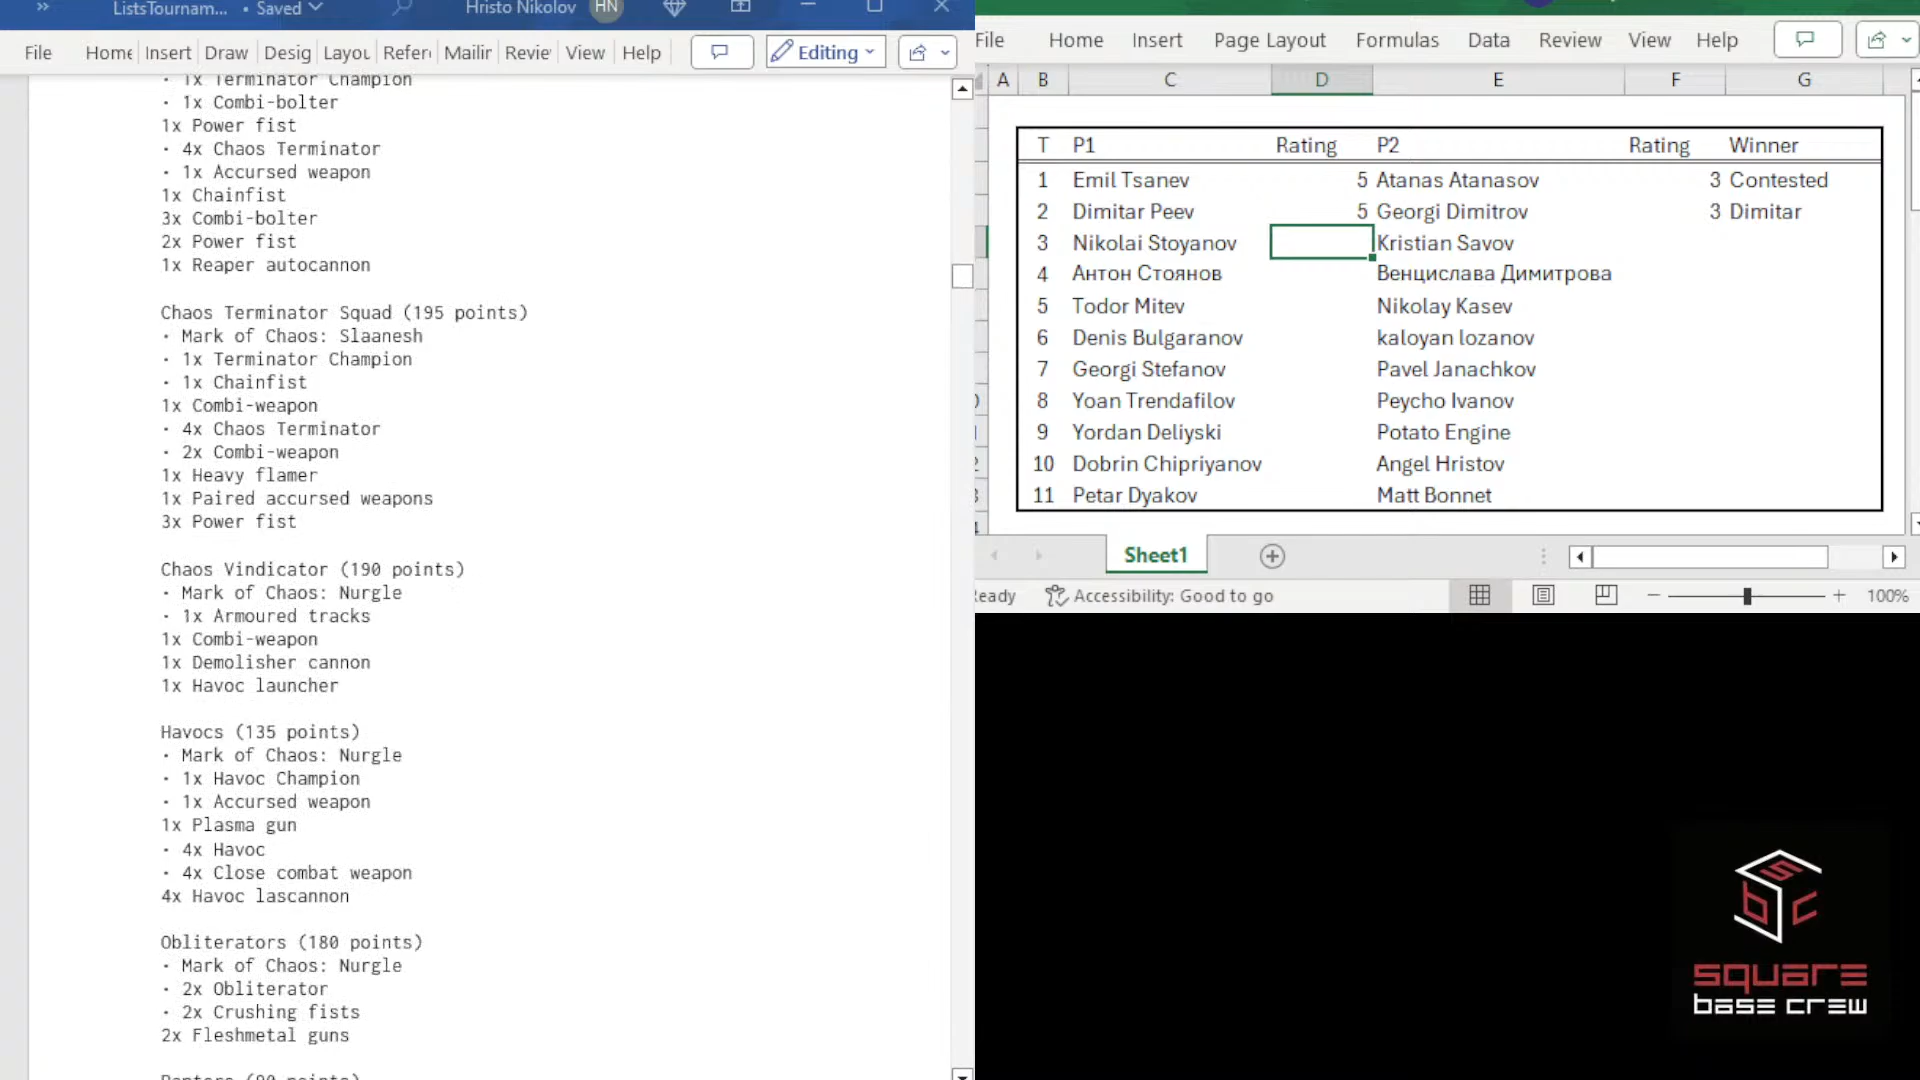 ListsTournam... • Saved
Hristo Nikolov HN
File Home Insert Draw Desig Layou Refer Mailin Revie View Help Editing
· 1x Terminator Champion
· 1x Combi-bolter
1x Power fist
· 4x Chaos Terminator
· 1x Accursed weapon
1x Chainfist
3x Combi-bolter
2x Power fist
1x Reaper autocannon
Chaos Terminator Squad (195 points)
· Mark of Chaos: Slaanesh
· 1x Terminator Champion
· 1x Chainfist
1x Combi-weapon
· 4x Chaos Terminator
· 2x Combi-weapon
1x Heavy flamer
1x Paired accursed weapons
3x Power fist
Chaos Vindicator (190 points)
· Mark of Chaos: Nurgle
· 1x Armoured tracks
1x Combi-weapon
1x Demolisher cannon
1x Havoc launcher
Havocs (135 points)
· Mark of Chaos: Nurgle
· 1x Havoc Champion
· 1x Accursed weapon
1x Plasma gun
· 4x Havoc
· 4x Close combat weapon
4x Havoc lascannon
Obliterators (180 points)
· Mark of Chaos: Nurgle
· 2x Obliterator
· 2x Crushing fists
2x Fleshmetal guns
File Home Insert Page Layout Formulas Data Review View Help
A B C D E F G
T P1 Rating P2 Rating Winner
1 Emil Tsanev 5 Atanas Atanasov 3 Contested
2 Dimitar Peev 5 Georgi Dimitrov 3 Dimitar
3 Nikolai Stoyanov Kristian Savov
4 Антон Стоянов Венцислава Димитрова
5 Todor Mitev Nikolay Kasev
6 Denis Bulgaranov kaloyan lozanov
7 Georgi Stefanov Pavel Janachkov
8 Yoan Trendafilov Peycho Ivanov
9 Yordan Deliyski Potato Engine
10 Dobrin Chipriyanov Angel Hristov
11 Petar Dyakov Matt Bonnet
Sheet1
eady Accessibility: Good to go 100%
sbc
square
base crew